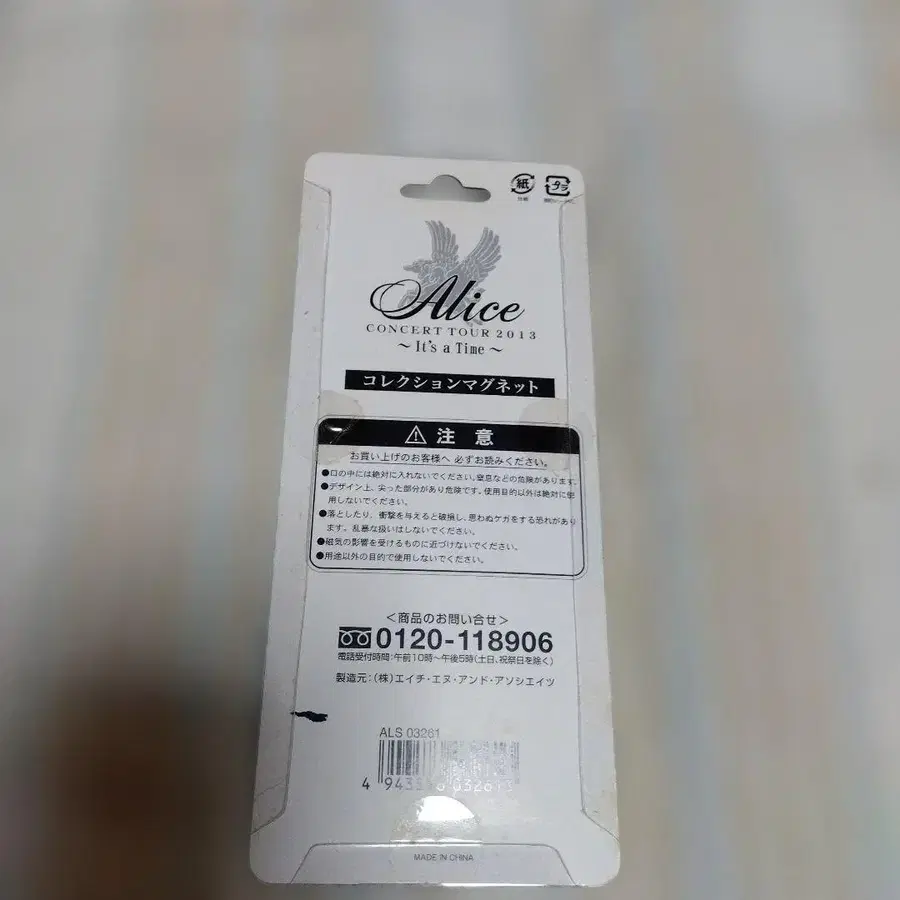 紙
プラ
Alice
CONCERT TOUR 2013
～It's a Time～
コレクションマグネット
注 意
お買い上げのお客様へ 必ずお読みください。
●口の中には絶対に入れないでください。窒息などの危険があります。
●デザイン上、尖った部分があり危険です。使用目的以外は絶対に使
用しないでください。
●落としたり、衝撃を与えると破損し、思わぬケガをする恐れがあり
ます。乱暴な扱いはしないでください。
●磁気の影響を受けるものに近づけないでください。
●用途以外の目的で使用しないでください。
＜商品のお問い合せ＞
0120-118906
電話受付時間：午前10時～午後5時(土日、祝祭日を除く)
製造元：(株)エイチ・エヌ・アンド・アソシエイツ
ALS 03261
MADE IN CHINA